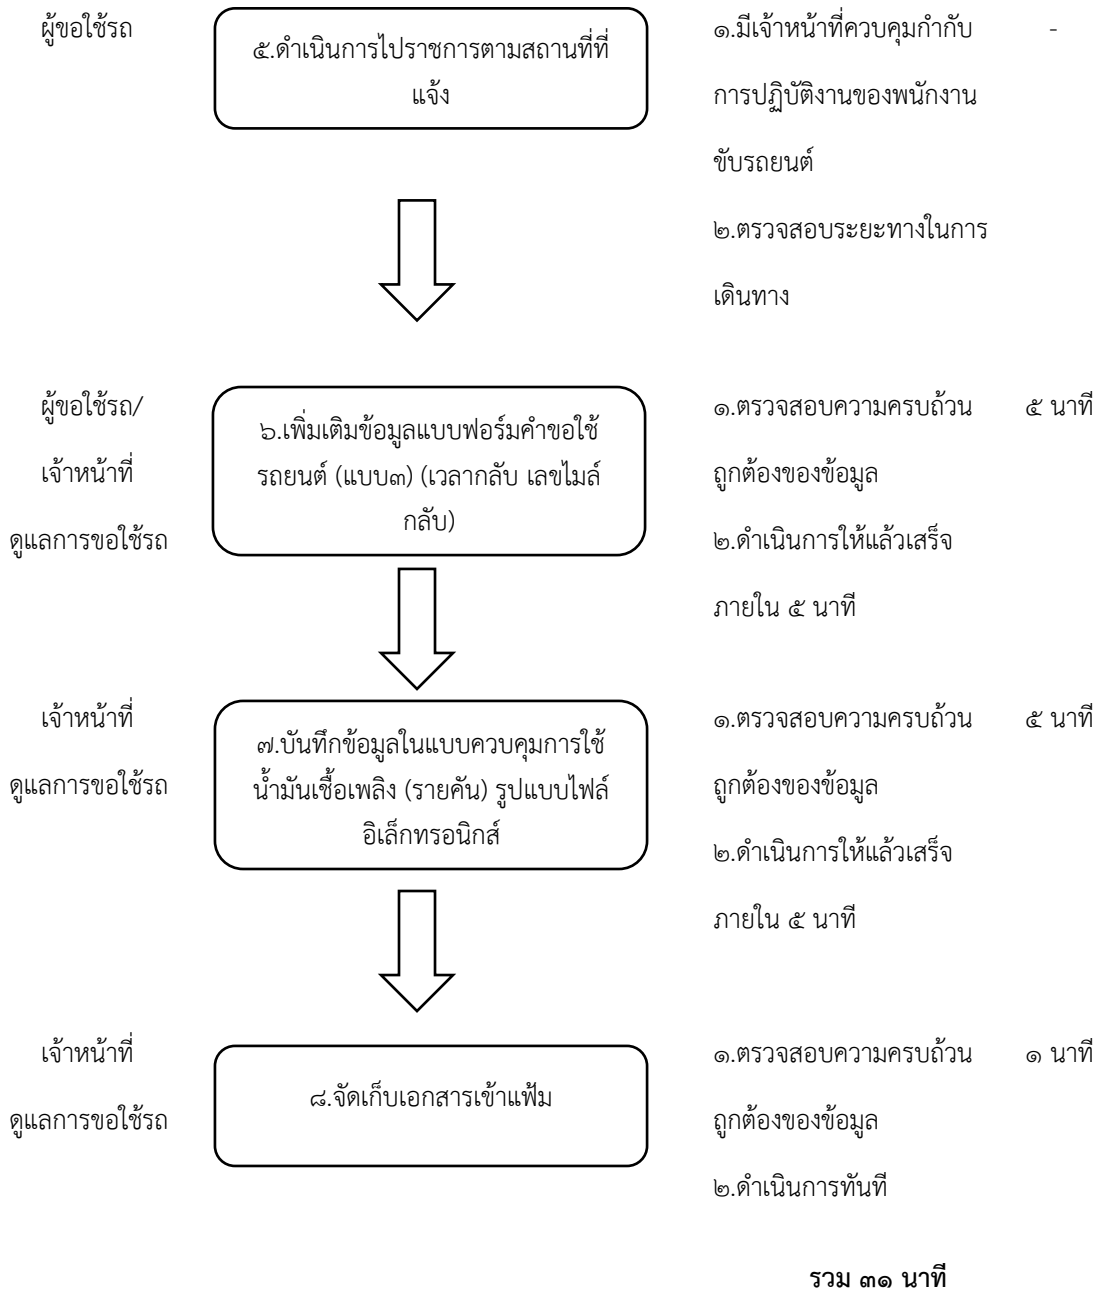 ผู้ขอใช้รถ
๕.ดำเนินการไปราชการตามสถานที่ที่
แจ้ง
๑.มีเจ้าหน้าที่ควบคุมกำกับ
-
การปฏิบัติงานของพนักงาน
ขับรถยนต์
๒.ตรวจสอบระยะทางในการ
เดินทาง
ผู้ขอใช้รถ/
เจ้าหน้าที่
ดูแลการขอใช้รถ
๖.เพิ่มเติมข้อมูลแบบฟอร์มคำขอใช้
รถยนต์ (แบบ๓) (เวลากลับ เลขไมล์
กลับ)
๑.ตรวจสอบความครบถ้วน
๕ นาที
ถูกต้องของข้อมูล
๒.ดำเนินการให้แล้วเสร็จ
ภายใน ๕ นาที
เจ้าหน้าที่
ดูแลการขอใช้รถ
๗.บันทึกข้อมูลในแบบควบคุมการใช้
น้ำมันเชื้อเพลิง (รายคัน) รูปแบบไฟล์
อิเล็กทรอนิกส์
๑.ตรวจสอบความครบถ้วน
๕ นาที
ถูกต้องของข้อมูล
๒.ดำเนินการให้แล้วเสร็จ
ภายใน ๕ นาที
เจ้าหน้าที่
ดูแลการขอใช้รถ
๘.จัดเก็บเอกสารเข้าแฟ้ม
๑.ตรวจสอบความครบถ้วน
๑ นาที
ถูกต้องของข้อมูล
๒.ดำเนินการทันที
รวม ๓๑ นาที